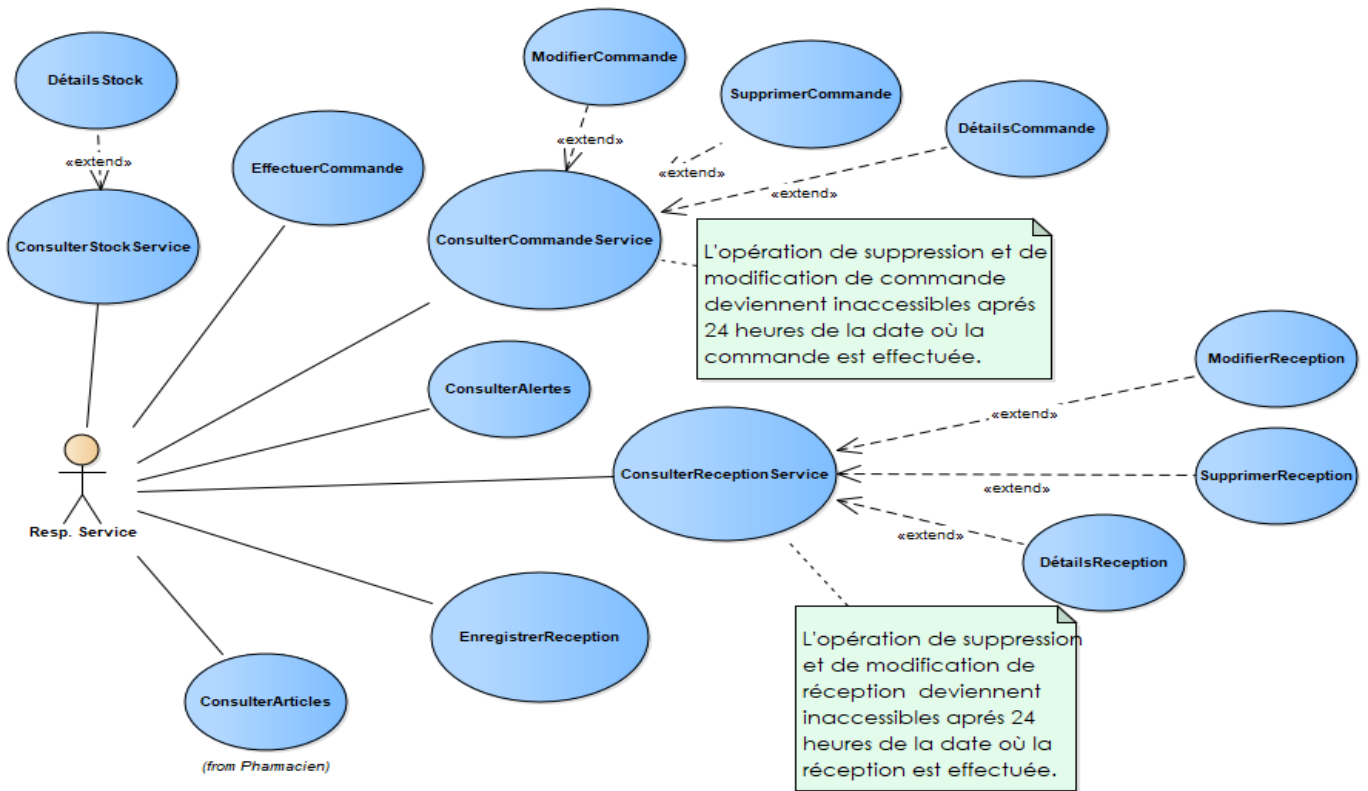 ModifierCommande
DétailsStock
SupprimerCommande
DétailsCommande
«extend»
EffectuerCommande
«extend»
«extend»
ConsulterStockService
ConsulterCommandeService
L'opération de suppression et de
modification de commande
deviennent inaccessibles aprés
24 heures de la date où la
commande est effectuée.
ModifierReception
ConsulterAlertes
«extend»
ConsulterReceptionService
SupprimerReception
«extend»
Resp. Service
«extend»
DétailsReception
EnregistrerReception
L'opération de suppression
et de modification de
réception deviennent
inaccessibles aprés 24
heures de la date où la
réception est effectuée.
ConsulterArticles
(from Pharmacien)
«extend»